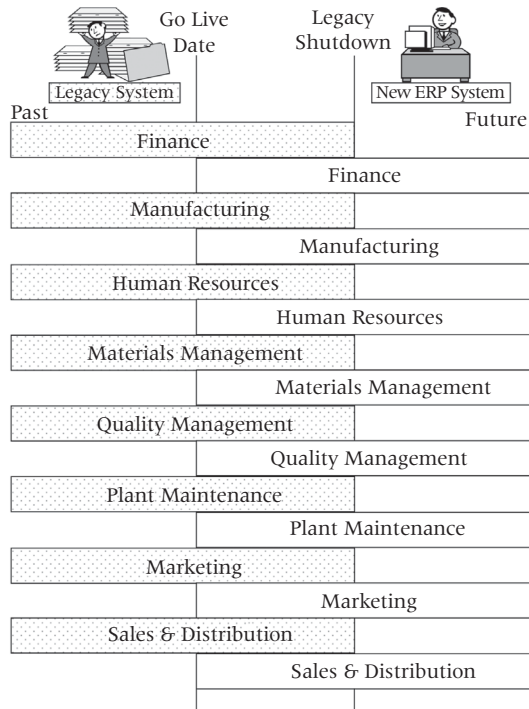 Go Live
Date
Legacy
Shutdown
Legacy System
New ERP System
Past
Future
Finance
Finance
Manufacturing
Manufacturing
Human Resources
Human Resources
Materials Management
Materials Management
Quality Management
Quality Management
Plant Maintenance
Plant Maintenance
Marketing
Marketing
Sales & Distribution
Sales & Distribution